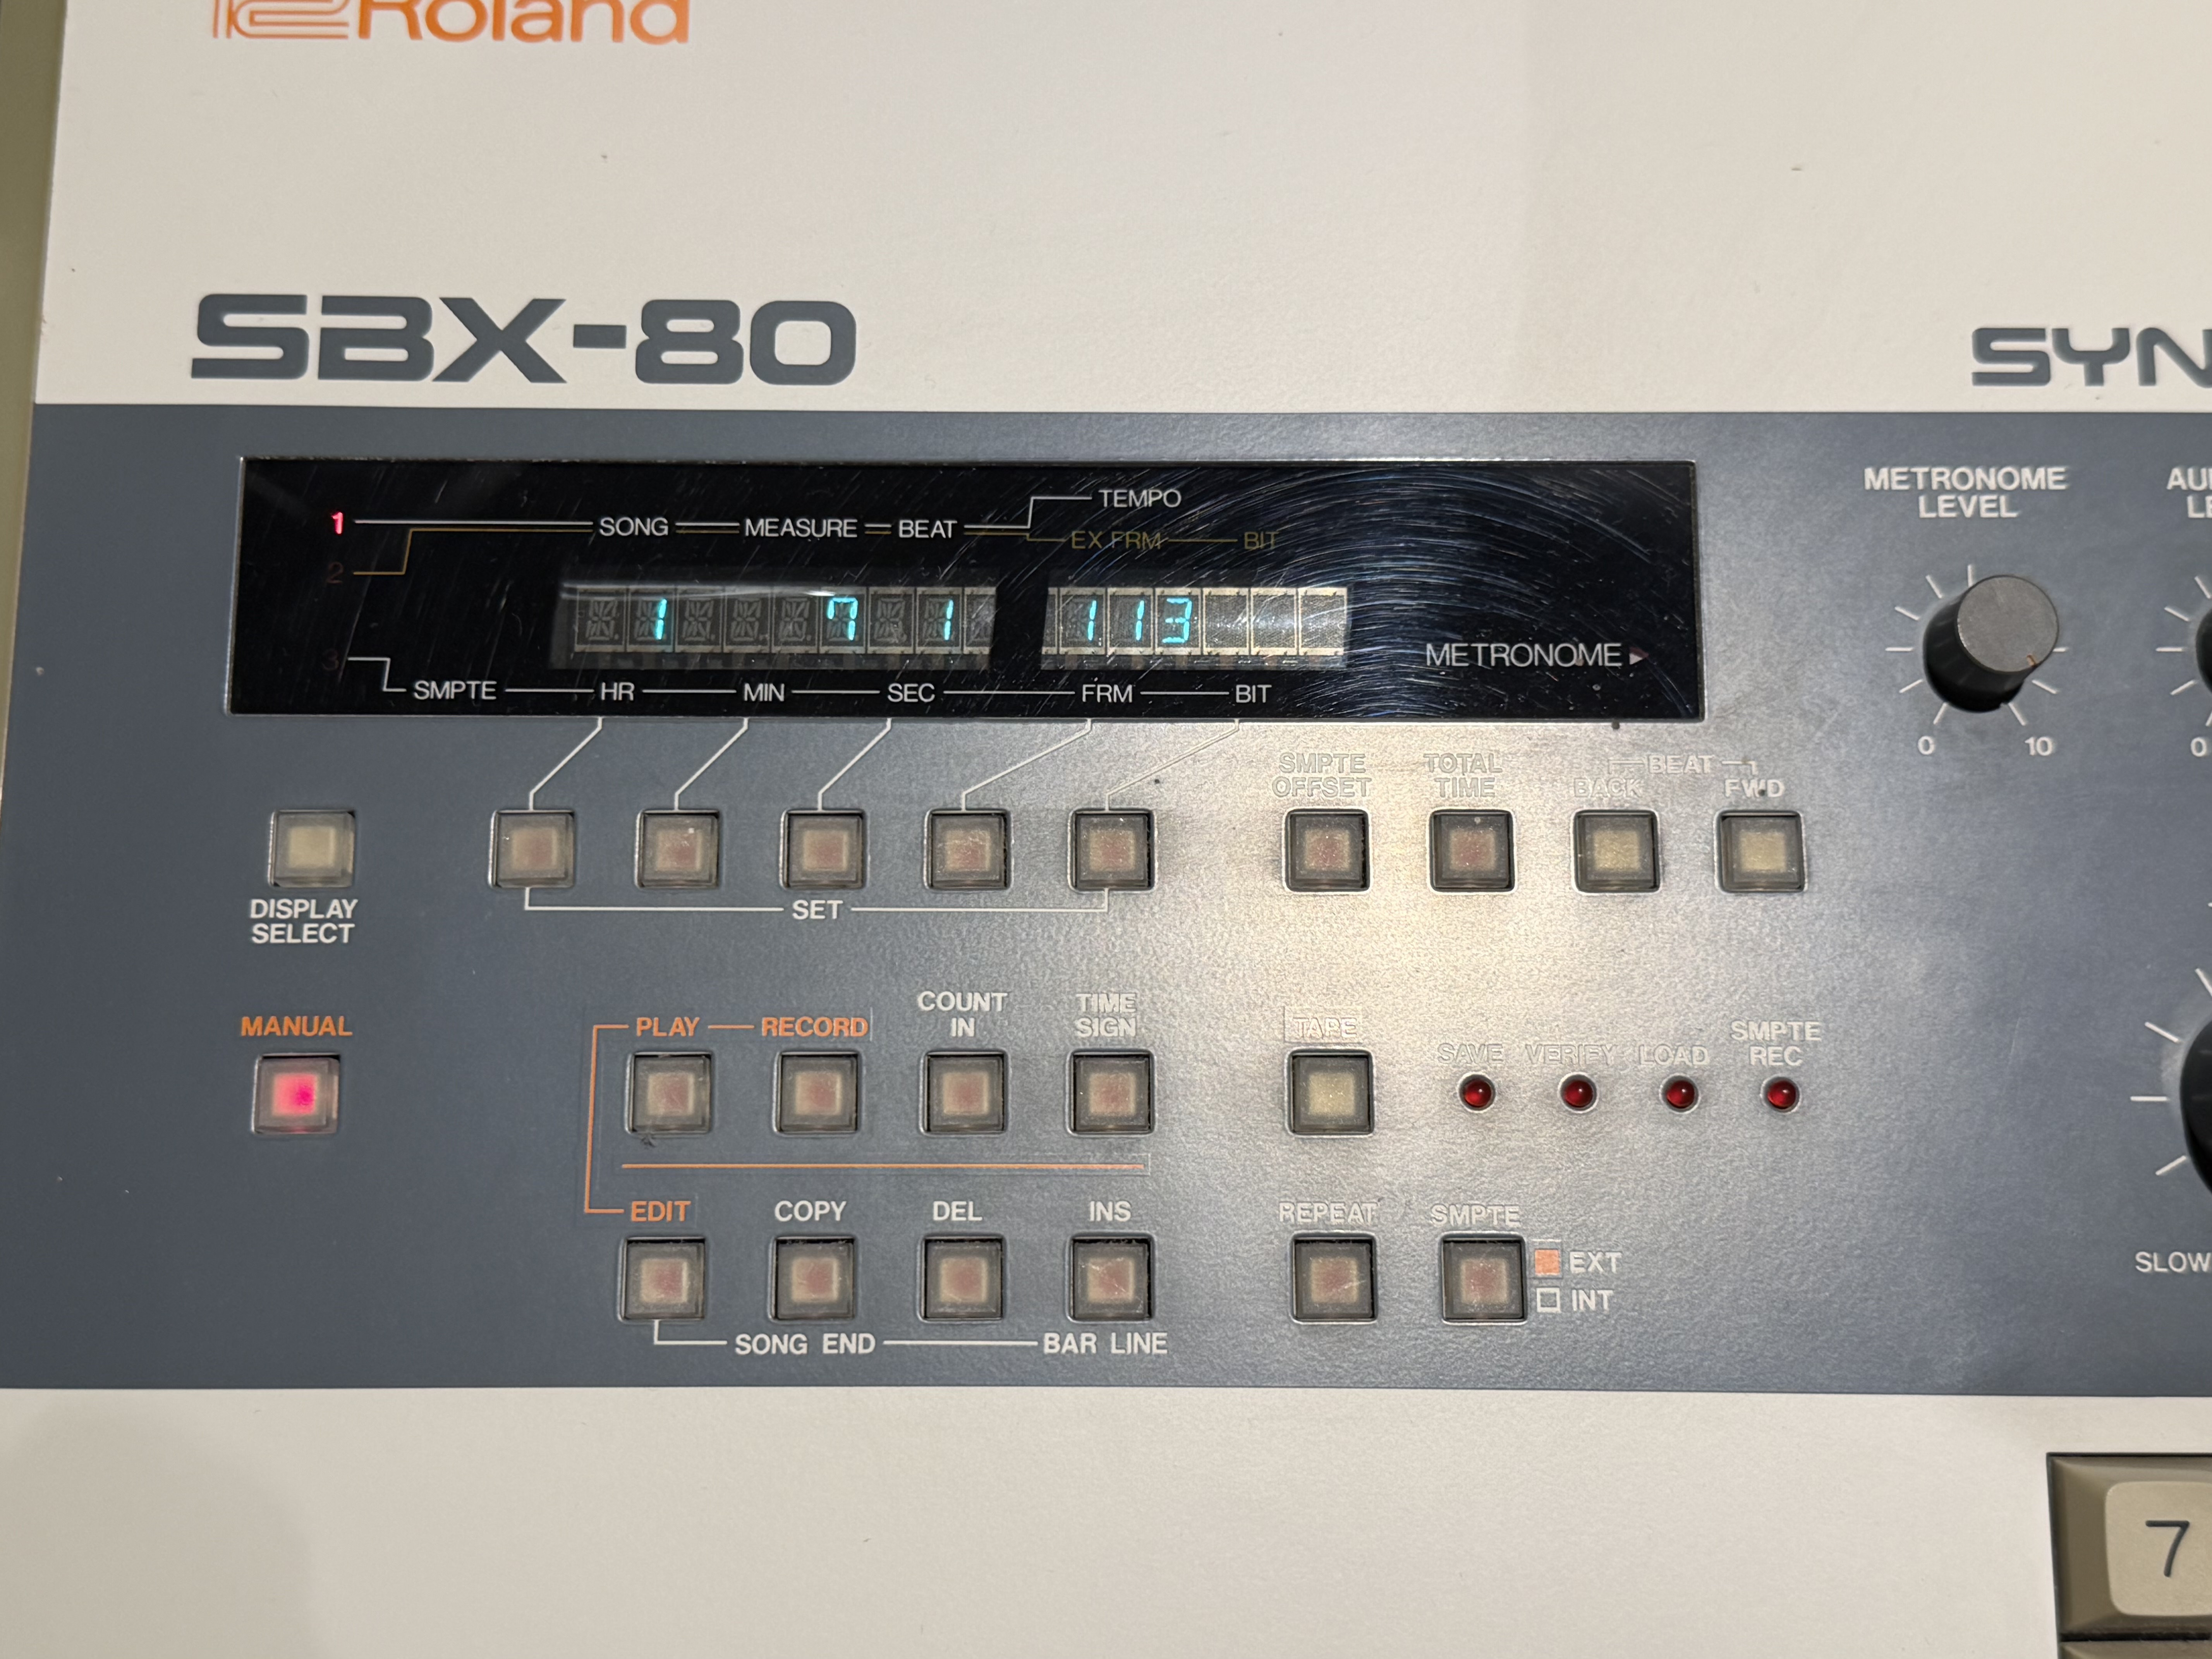 Roland
SBX-80
SYN
1 SONG MEASURE BEAT TEMPO
2 EX FRM BIT
1 7 1 113
METRONOME
3 SMPTE HR MIN SEC FRM BIT
METRONOME
LEVEL
0 10
AU
LE
0
SMPTE
OFFSET
TOTAL
TIME
BEAT
BACK FWD
DISPLAY
SELECT
SET
MANUAL
PLAY RECORD
COUNT
IN
TIME
SIGN
TAPE
SAVE VERIFY LOAD
SMPTE
REC
EDIT COPY DEL INS
REPEAT SMPTE
EXT
INT
SLOW
SONG END BAR LINE
7